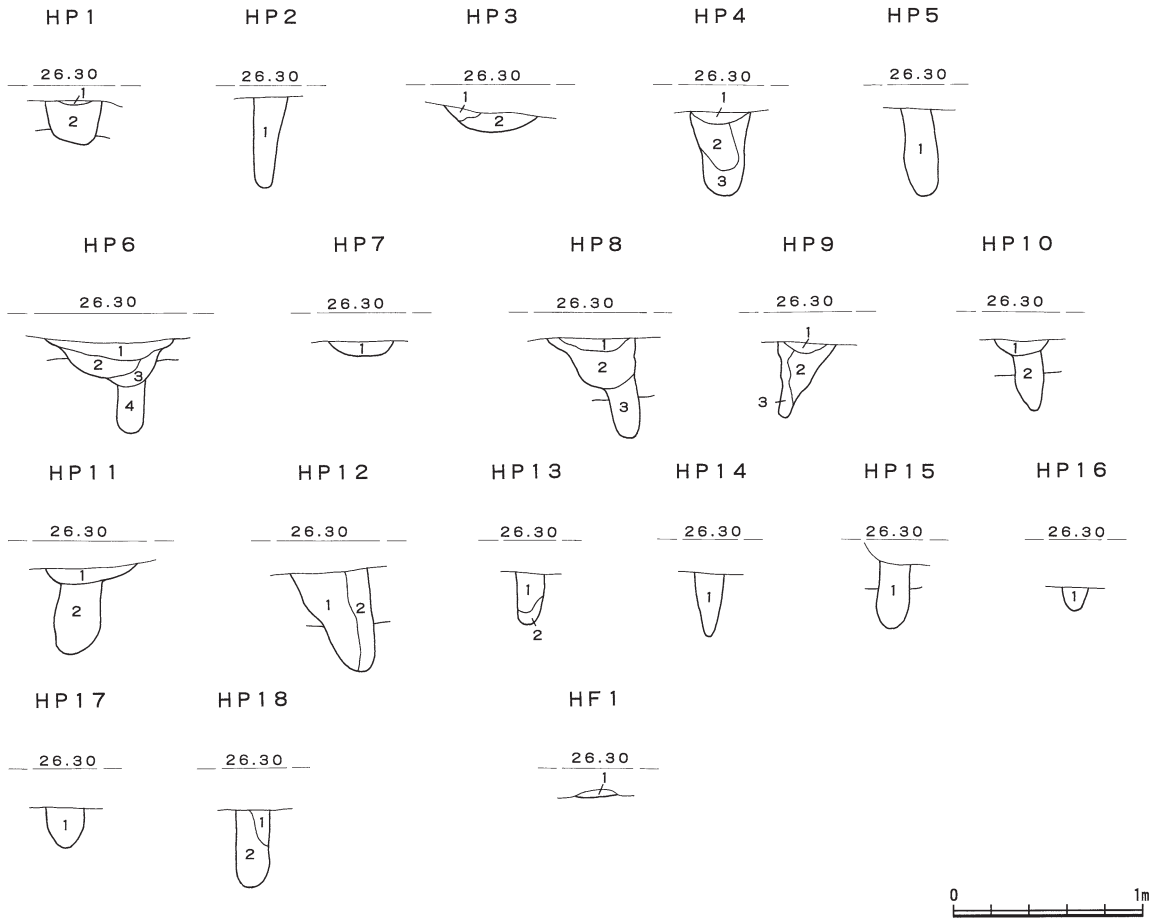 HP1 HP2 HP3 HP4 HP5
26.30 26.30 26.30 26.30 26.30
1 1 1
2 1 2 2 1
3
HP6 HP7 HP8 HP9 HP10
26.30 26.30 26.30 26.30 26.30
1
1 1 1 1
2 3 2 2 2
4 3 3
HP11 HP12 HP13 HP14 HP15 HP16
26.30 26.30 26.30 26.30 26.30 26.30
1
2 1 2 1 1 1 1
2
HP17 HP18 HF1
26.30 26.30 26.30
1
1 1
2
0 1m